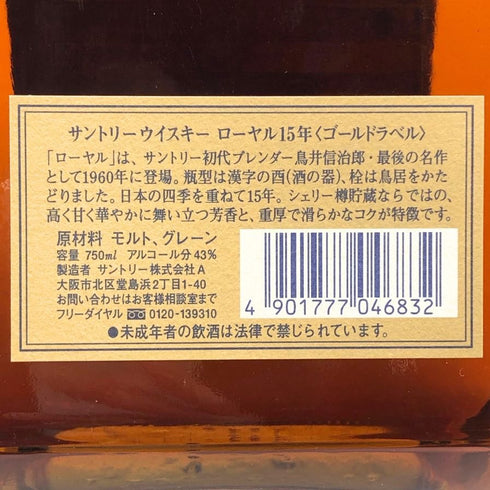 サントリーウイスキー ローヤル15年〈ゴールドラベル〉
「ローヤル」は、サントリー初代ブレンダー鳥井信治郎・最後の名作
として1960年に登場。瓶型は漢字の酉(酒の器)、栓は鳥居をかた
どりました。日本の四季を重ねて15年。シェリー樽貯蔵ならではの、
高く甘く華やかに舞い立つ芳香と、重厚で滑らかなコクが特徴です。
原材料 モルト、グレーン
容量 750ml アルコール分43%
製造者 サントリー株式会社A
大阪市北区堂島浜2丁目1-40
お問い合わせはお客様相談室まで
フリーダイヤル 0120-139310
4 901777 046832
●未成年者の飲酒は法律で禁じられています。